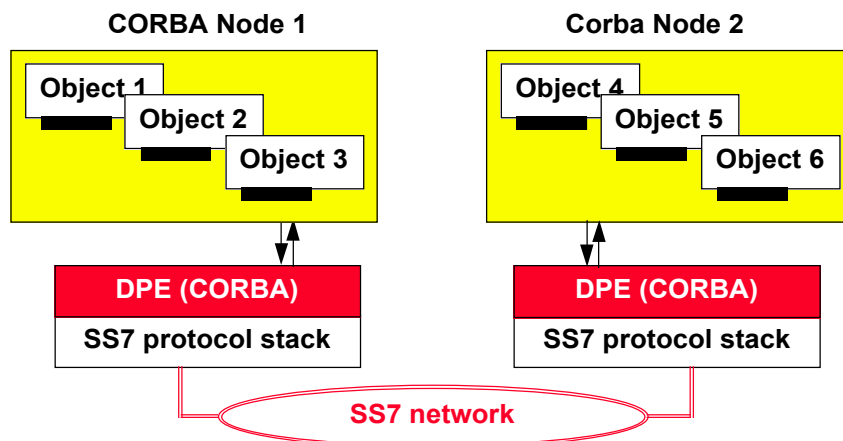 CORBA Node 1
Corba Node 2
Object 1
Object 2
Object 3
Object 4
Object 5
Object 6
DPE (CORBA)
SS7 protocol stack
DPE (CORBA)
SS7 protocol stack
SS7 network